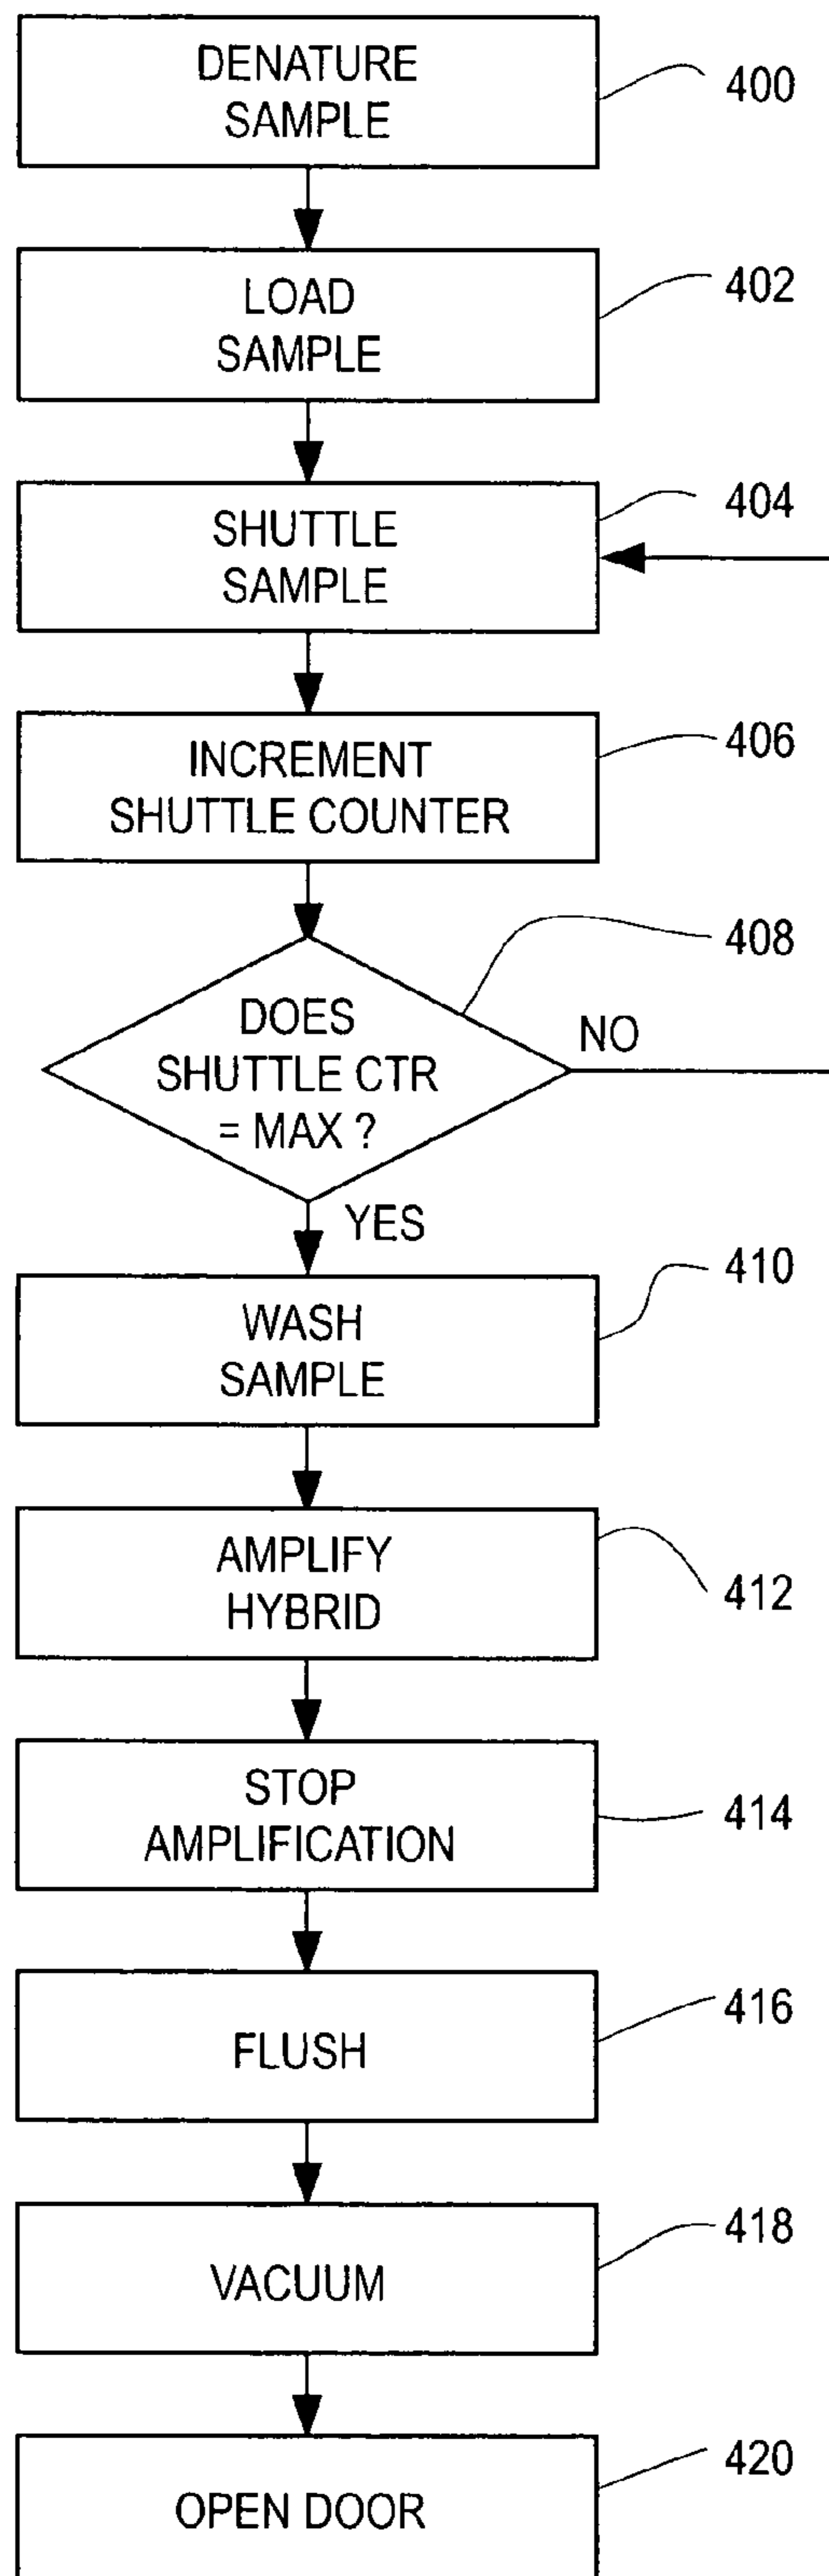 DENATURE
SAMPLE
400
LOAD
SAMPLE
402
SHUTTLE
SAMPLE
404
INCREMENT
SHUTTLE COUNTER
406
DOES
SHUTTLE CTR
= MAX ?
408
NO
YES
WASH
SAMPLE
410
AMPLIFY
HYBRID
412
STOP
AMPLIFICATION
414
FLUSH
416
VACUUM
418
OPEN DOOR
420